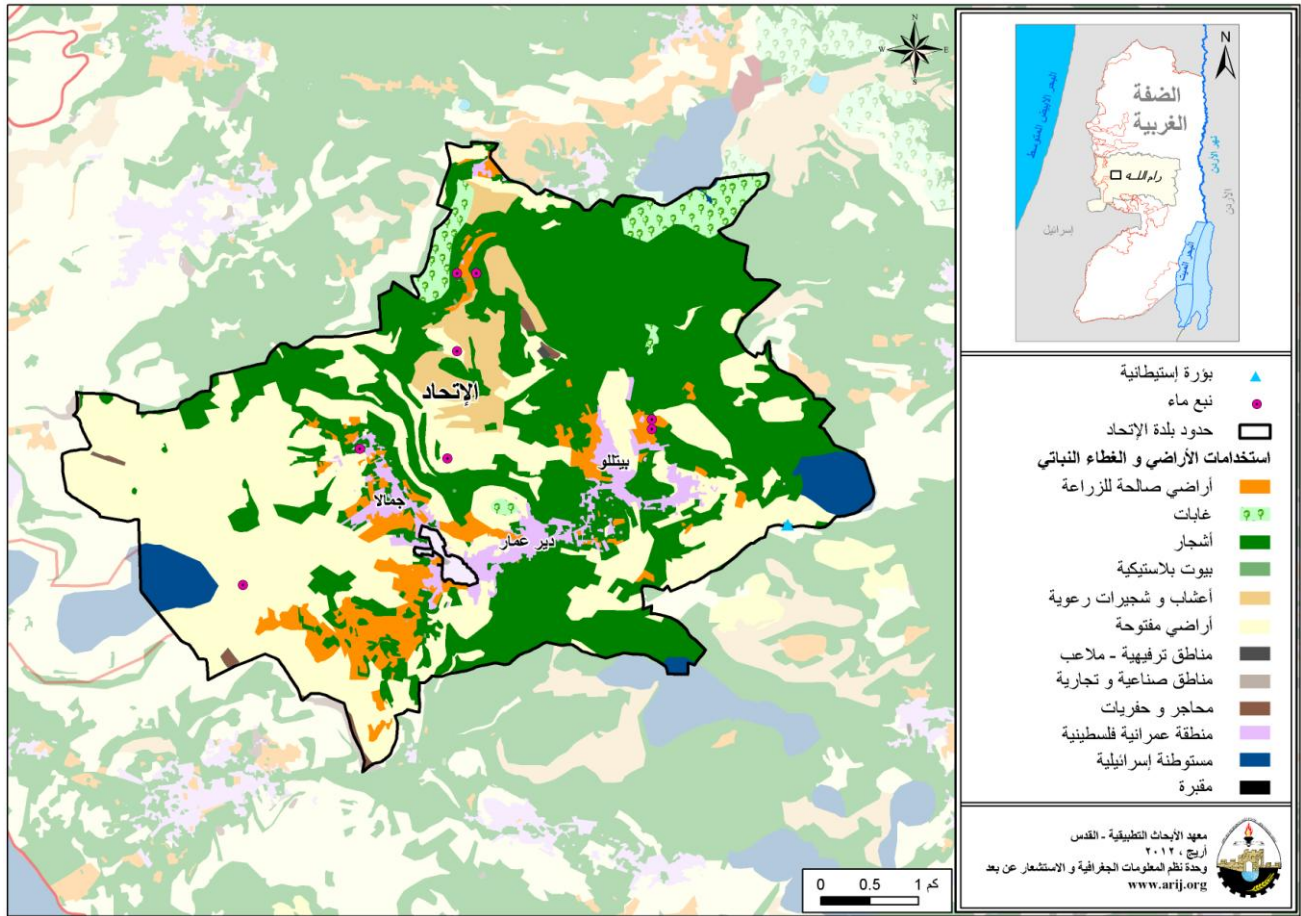 N
W
E
S
الإتحاد
بيتللو
جمالا
دير عمار
0 0.5 1 كم
N
الضفة
الغربية
البحر الابيض المتوسط
نهر الأردن
رام الله
إسرائيل
الأردن
البحر الميت
بؤرة إستيطانية
نبع ماء
حدود بلدة الإتحاد
استخدامات الأراضي و الغطاء النباتي
أراضي صالحة للزراعة
غابات
أشجار
بيوت بلاستيكية
أعشاب و شجيرات رعوية
أراضي مفتوحة
مناطق ترفيهية - ملاعب
مناطق صناعية و تجارية
محاجر و حفريات
منطقة عمرانية فلسطينية
مستوطنة إسرائيلية
مقبرة
معهد الأبحاث التطبيقية - القدس
أريج ، ٢٠١٢
وحدة نظم المعلومات الجغرافية و الاستشعار عن بعد
www.arij.org